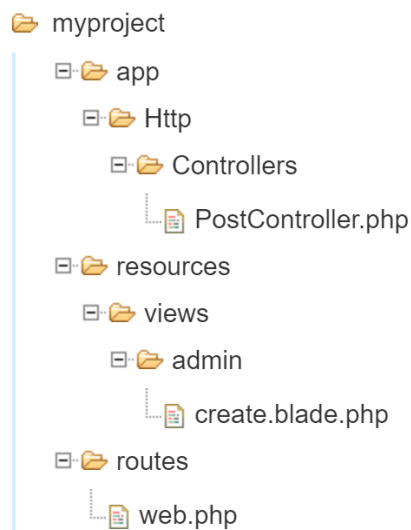 myproject
app
Http
Controllers
PostController.php
resources
views
admin
create.blade.php
routes
web.php